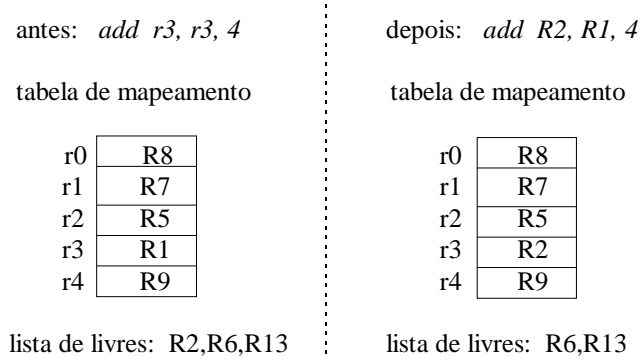 antes: add r3, r3, 4
tabela de mapeamento
r0 R8
r1 R7
r2 R5
r3 R1
r4 R9
lista de livres: R2,R6,R13
depois: add R2, R1, 4
tabela de mapeamento
r0 R8
r1 R7
r2 R5
r3 R2
r4 R9
lista de livres: R6,R13